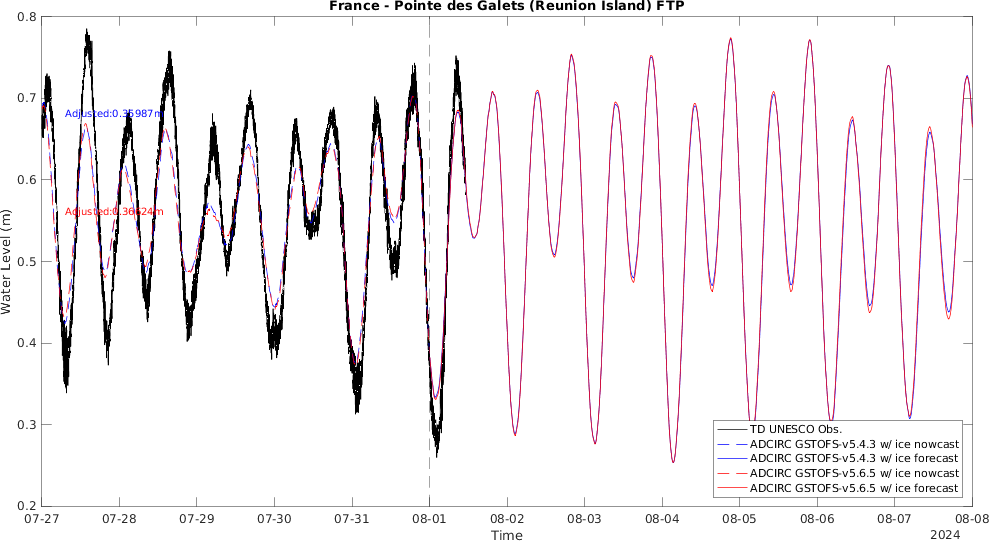 France - Pointe des Galets (Reunion Island) FTP
0.8
0.7
0.6
0.5
0.4
0.3
0.2
Water Level (m)
Adjusted:0.35987m
Adjusted:0.36624m
TD UNESCO Obs.
ADCIRC GSTOFS-v5.4.3 w/ ice nowcast
ADCIRC GSTOFS-v5.4.3 w/ ice forecast
ADCIRC GSTOFS-v5.6.5 w/ ice nowcast
ADCIRC GSTOFS-v5.6.5 w/ ice forecast
07-27 07-28 07-29 07-30 07-31 08-01 08-02 08-03 08-04 08-05 08-06 08-07 08-08
Time
2024